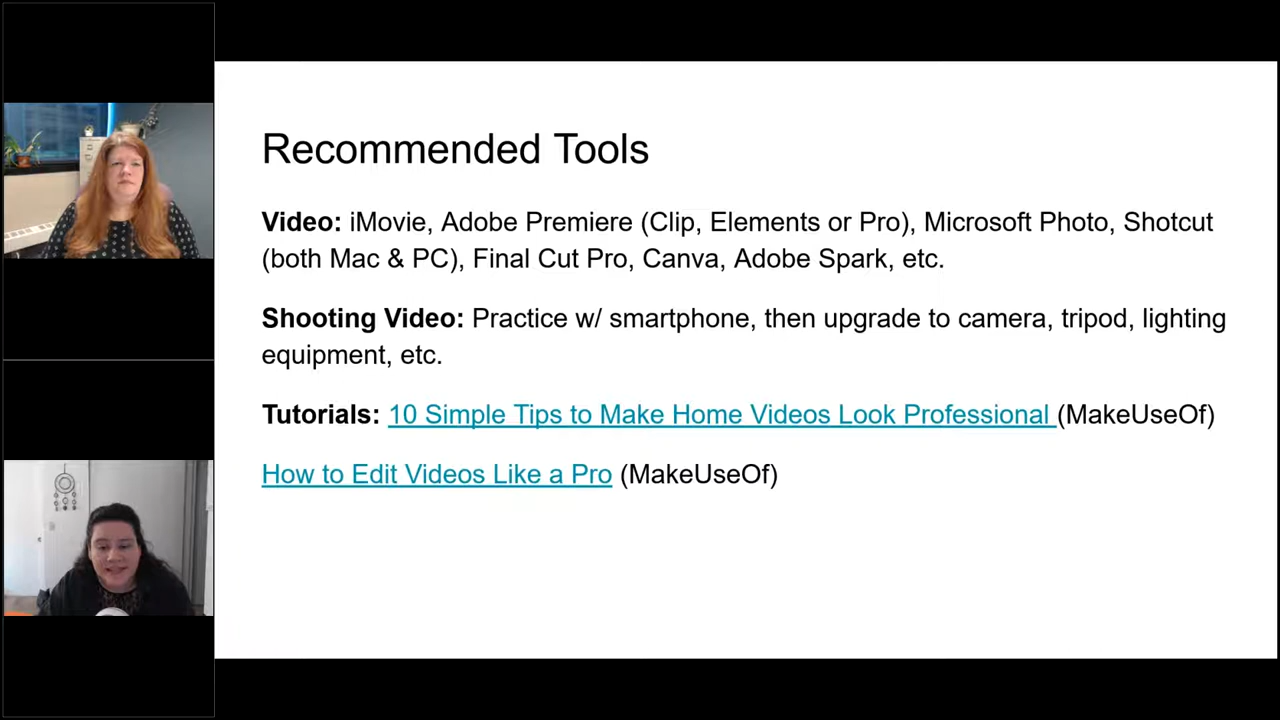 Recommended Tools
Video: iMovie, Adobe Premiere (Clip, Elements or Pro), Microsoft Photo, Shotcut
(both Mac & PC), Final Cut Pro, Canva, Adobe Spark, etc.
Shooting Video: Practice w/ smartphone, then upgrade to camera, tripod, lighting
equipment, etc.
Tutorials: 10 Simple Tips to Make Home Videos Look Professional (MakeUseOf)
How to Edit Videos Like a Pro (MakeUseOf)